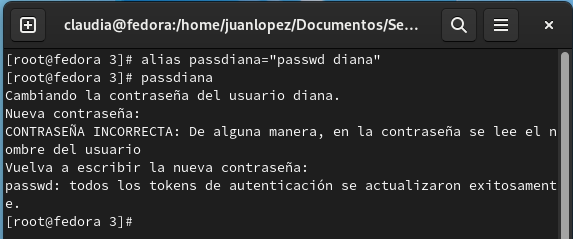 claudia@fedora:/home/juanlopez/Documentos/Se...
[root@fedora 3]# alias passdiana="passwd diana"
[root@fedora 3]# passdiana
Cambiando la contraseña del usuario diana.
Nueva contraseña:
CONTRASEÑA INCORRECTA: De alguna manera, en la contraseña se lee el n
ombre del usuario
Vuelva a escribir la nueva contraseña:
passwd: todos los tokens de autenticación se actualizaron exitosament
e.
[root@fedora 3]#